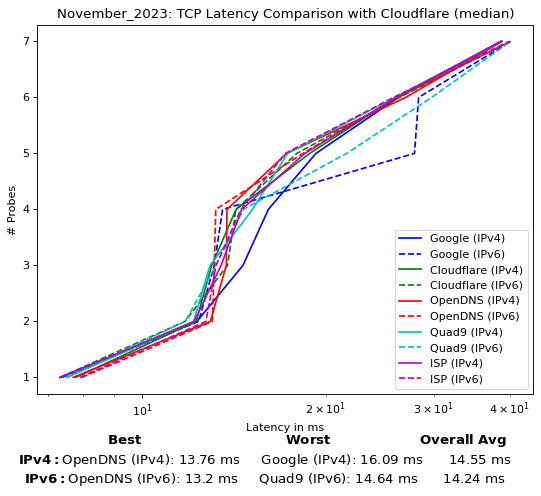 November_2023: TCP Latency Comparison with Cloudflare (median)
7
6
5
4
3
2
1
# Probes
Google (IPv4)
Google (IPv6)
Cloudflare (IPv4)
Cloudflare (IPv6)
OpenDNS (IPv4)
OpenDNS (IPv6)
Quad9 (IPv4)
Quad9 (IPv6)
ISP (IPv4)
ISP (IPv6)
10¹ 2 × 10¹ 3 × 10¹ 4 × 10¹
Latency in ms
Best Worst Overall Avg
IPv4: OpenDNS (IPv4): 13.76 ms Google (IPv4): 16.09 ms 14.55 ms
IPv6: OpenDNS (IPv6): 13.2 ms Quad9 (IPv6): 14.64 ms 14.24 ms